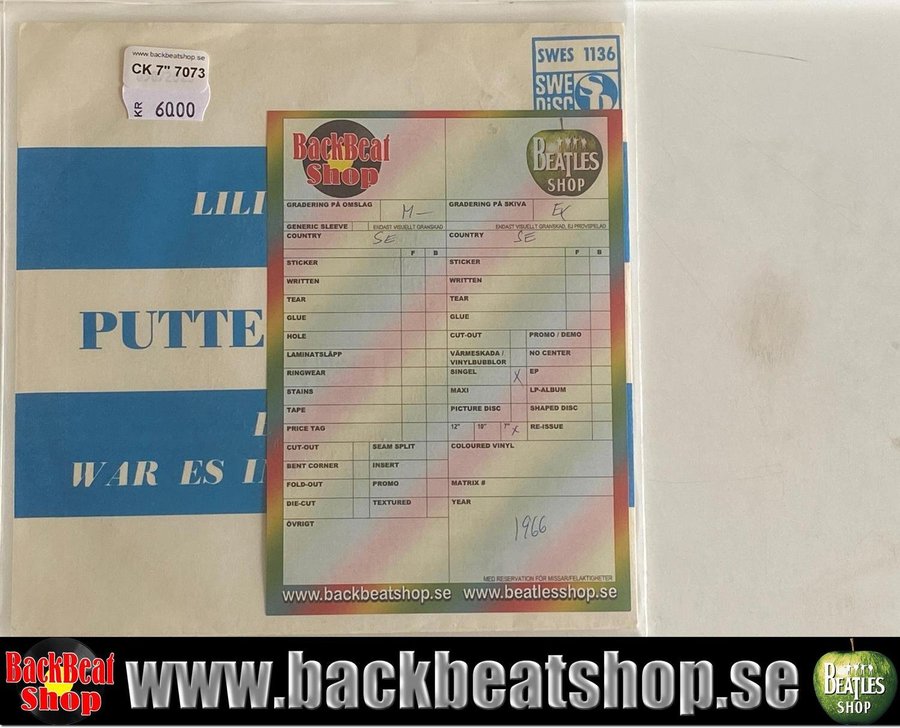 www.backbeatshop.se
CK 7" 7073
KR 60.00
SWES 1136
SWE
DISC
LILI
PUTTE
WAR ES I
BackBeat
Shop
BEATLES
SHOP
GRADERING PÅ OMSLAG M- GRADERING PÅ SKIVA Ex
GENERIC SLEEVE ENDAST VISUELLT GRANSKAD ENDAST VISUELLT GRANSKAD, EJ PROVSPELAD
COUNTRY SE COUNTRY SE
F B F B
STICKER STICKER
WRITTEN WRITTEN
TEAR TEAR
GLUE GLUE
HOLE CUT-OUT PROMO / DEMO
LAMINATSLÄPP VÄRMESKADA / VINYLBUBBLOR NO CENTER
RINGWEAR SINGEL X EP
STAINS MAXI LP-ALBUM
TAPE PICTURE DISC SHAPED DISC
PRICE TAG 12" 10" 7" X RE-ISSUE
CUT-OUT SEAM SPLIT COLOURED VINYL
BENT CORNER INSERT
FOLD-OUT PROMO MATRIX #
DIE-CUT TEXTURED YEAR
ÖVRIGT 1966
MED RESERVATION FÖR MISSAR/FELAKTIGHETER
www.backbeatshop.se www.beatlesshop.se
BackBeat
Shop
www.backbeatshop.se
BEATLES
SHOP